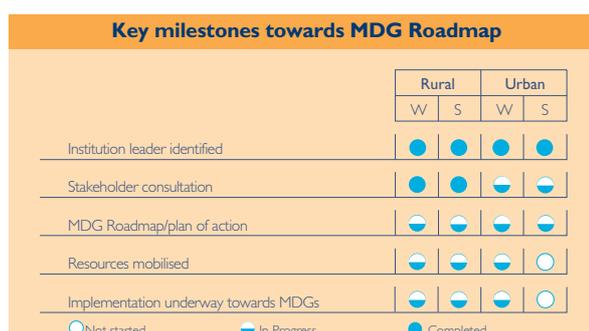 Key milestones towards MDG Roadmap
Rural Urban
W S W S
Institution leader identified
Stakeholder consultation
MDG Roadmap/plan of action
Resources mobilised
Implementation underway towards MDGs
Not started In Progress Completed